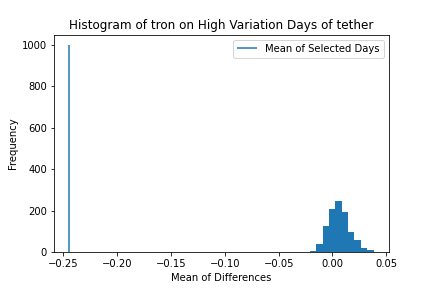 Histogram of tron on High Variation Days of tether
Mean of Selected Days
1000
800
600
400
200
0
Frequency
−0.25 −0.20 −0.15 −0.10 −0.05 0.00 0.05
Mean of Differences